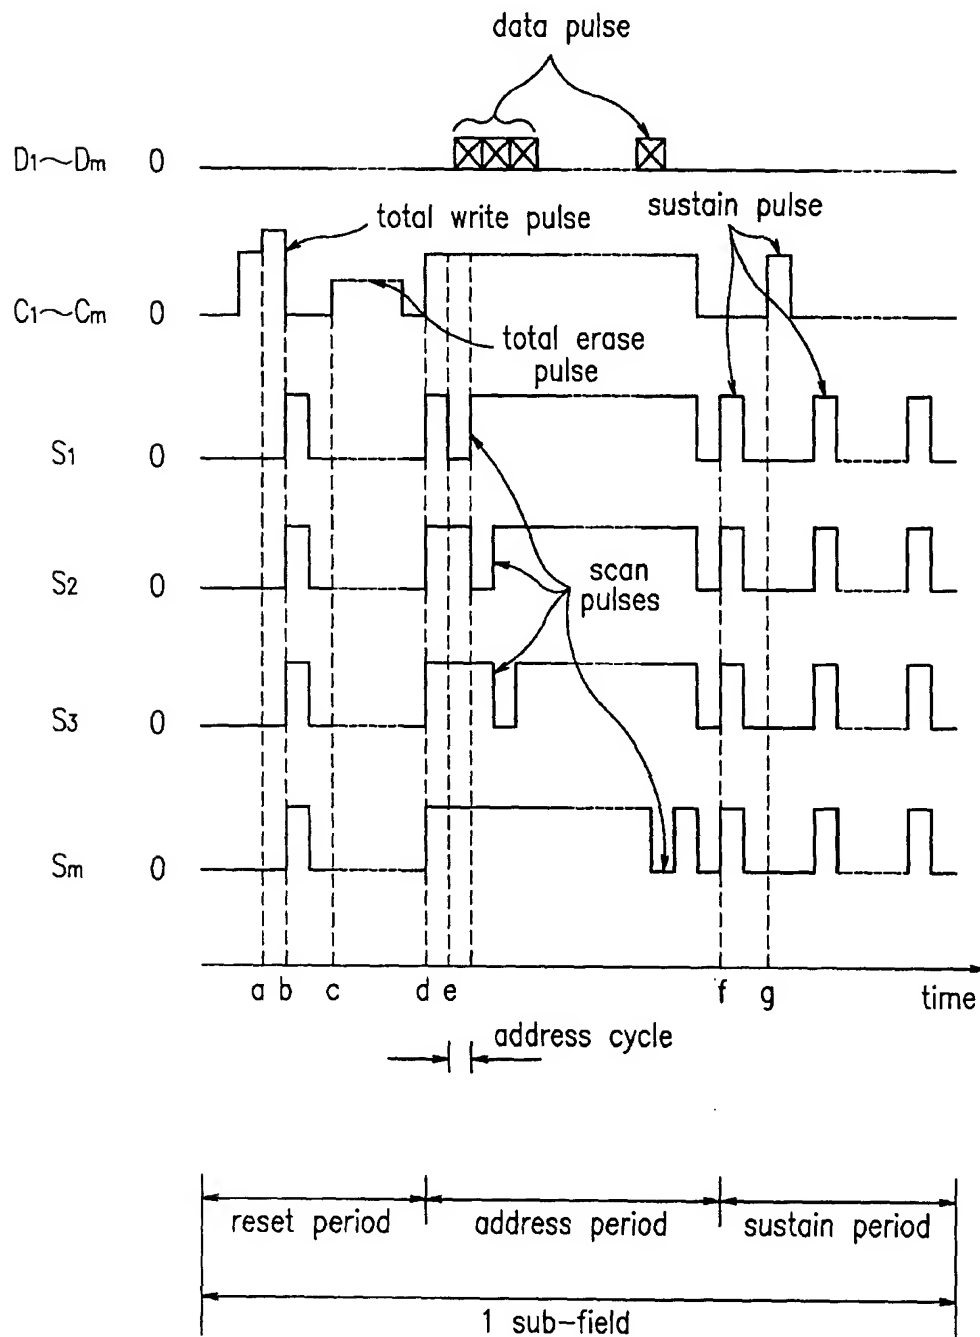 data pulse
D1~Dm 0
total write pulse
sustain pulse
C1~Cm 0
total erase
pulse
S1 0
S2 0
scan
pulses
S3 0
Sm 0
a b c d e f g time
address cycle
reset period address period sustain period
1 sub-field